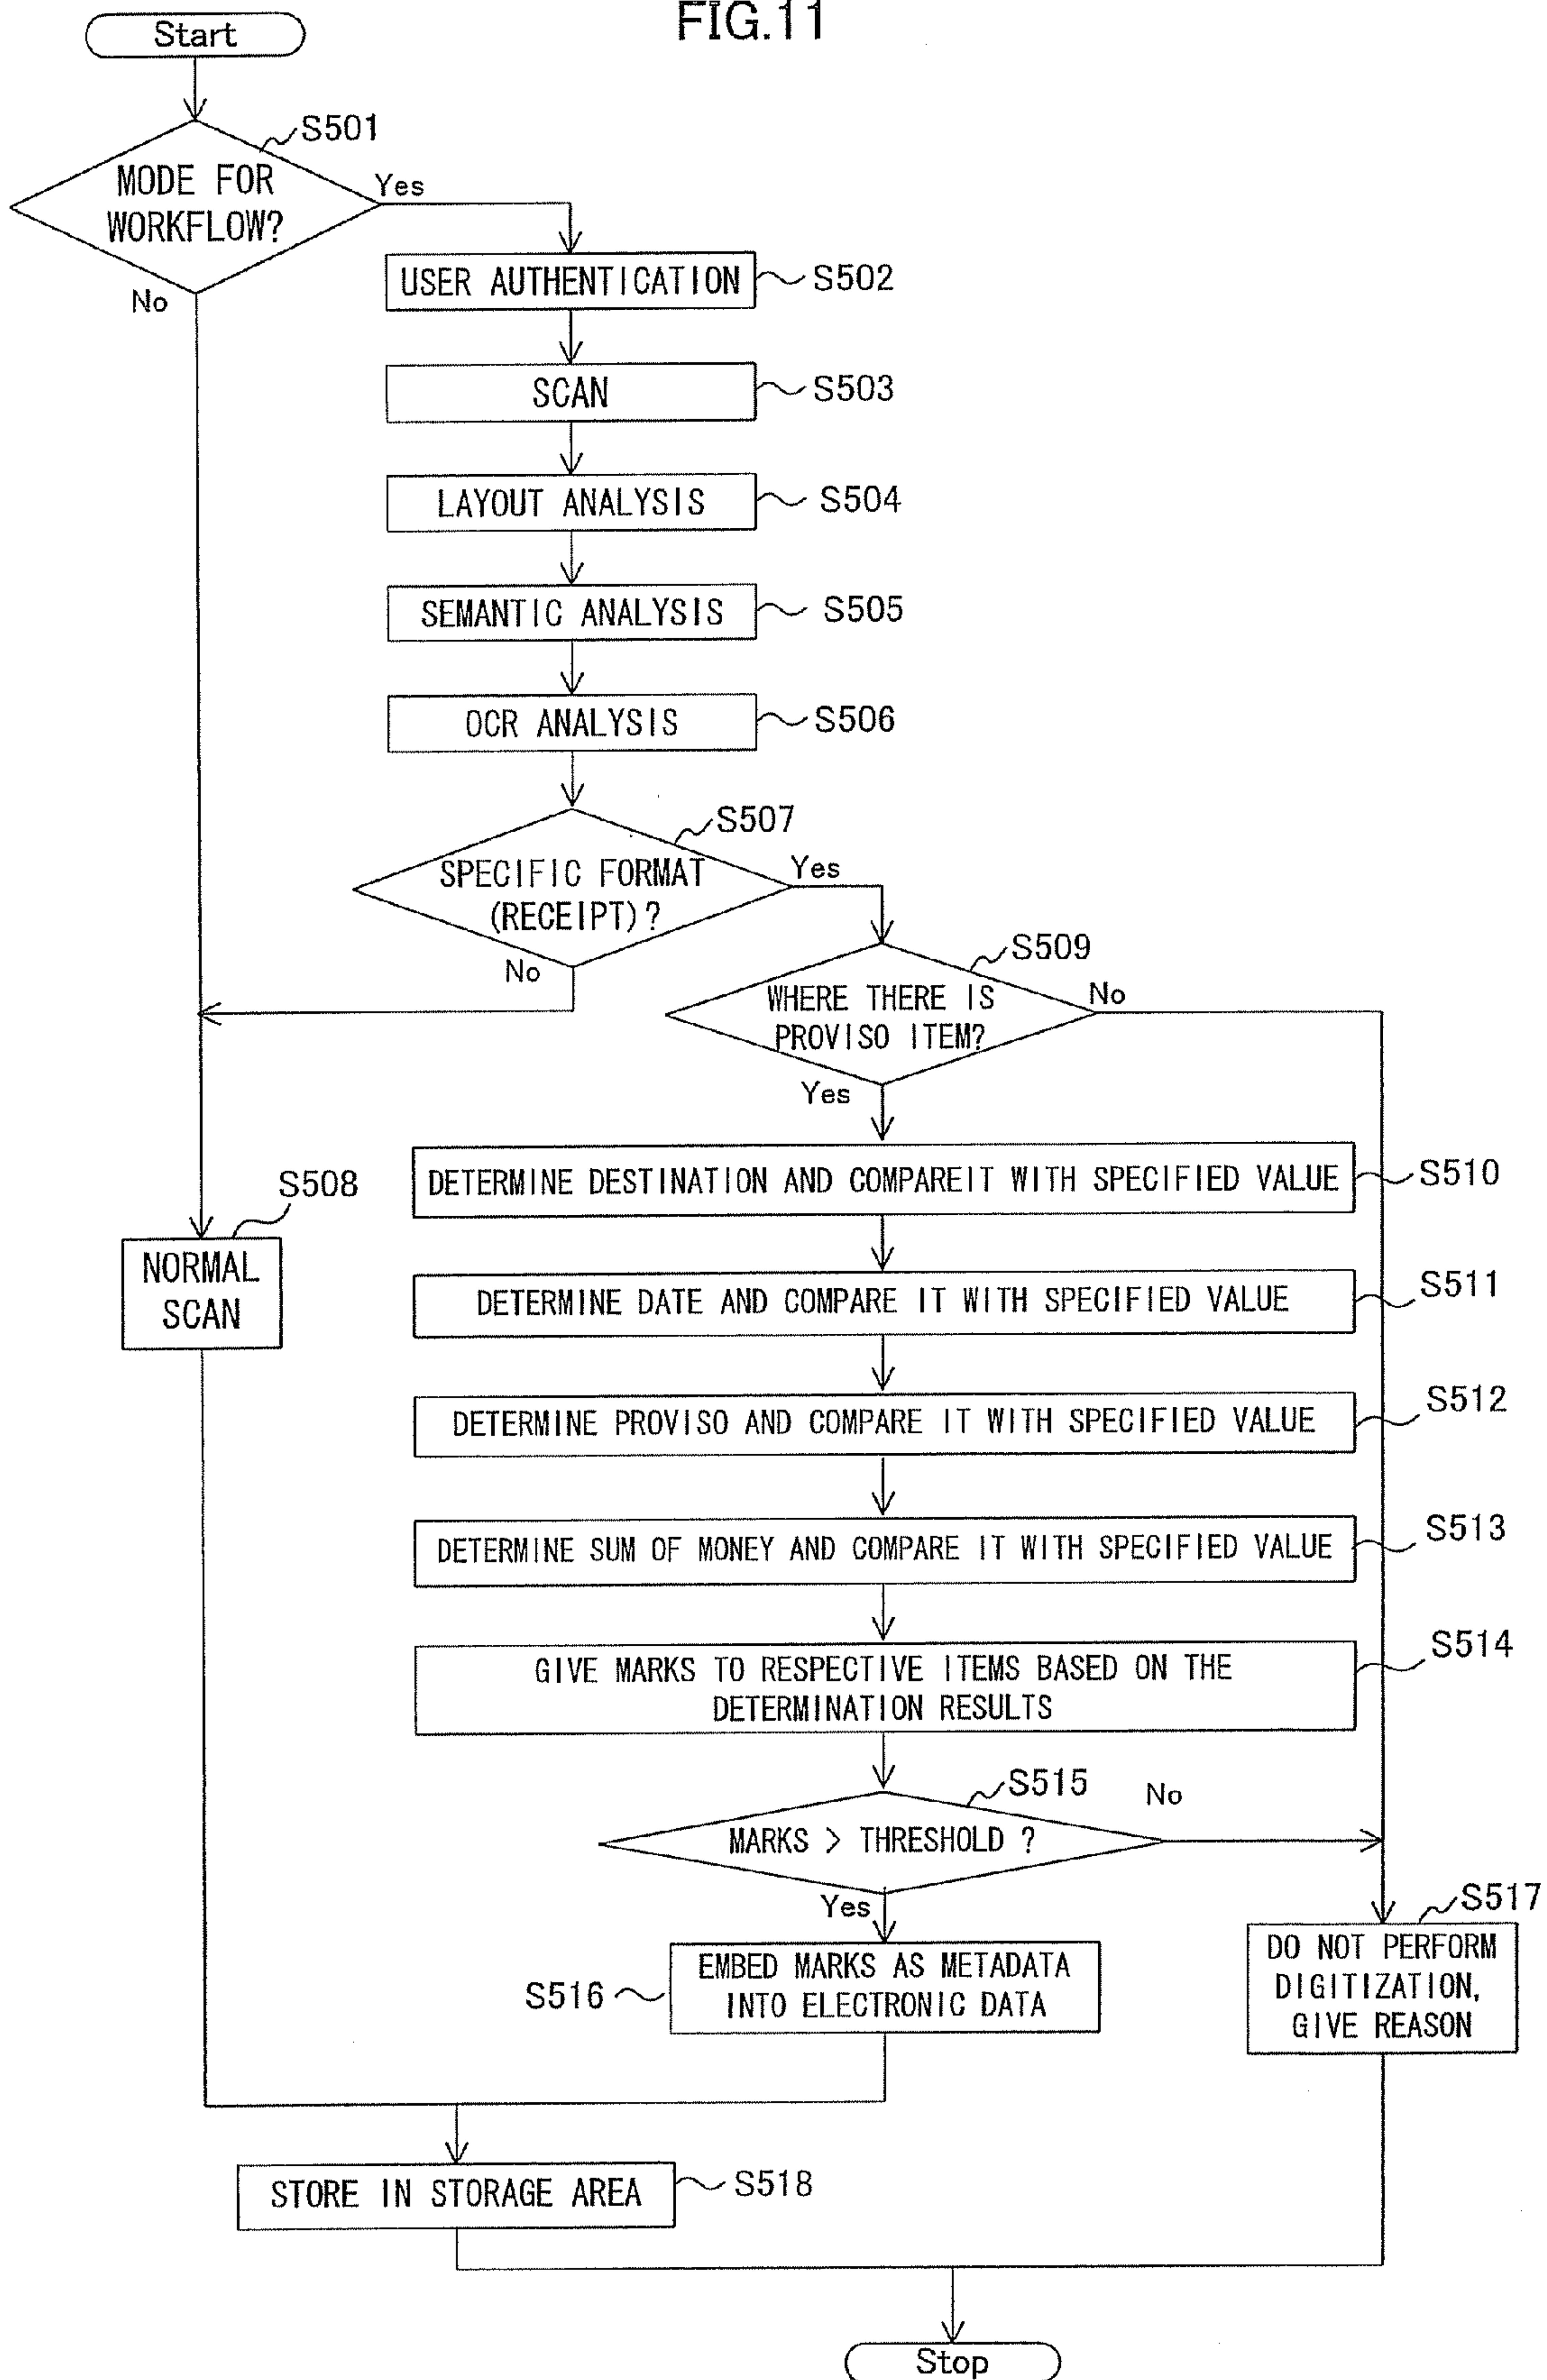 FIG.11
Start
S501
MODE FOR
WORKFLOW?
Yes
No
USER AUTHENTICATION
S502
SCAN
S503
LAYOUT ANALYSIS
S504
SEMANTIC ANALYSIS
S505
OCR ANALYSIS
S506
S507
SPECIFIC FORMAT
(RECEIPT)?
Yes
No
S509
WHERE THERE IS
PROVISO ITEM?
No
Yes
DETERMINE DESTINATION AND COMPAREIT WITH SPECIFIED VALUE
S510
S508
NORMAL
SCAN
DETERMINE DATE AND COMPARE IT WITH SPECIFIED VALUE
S511
DETERMINE PROVISO AND COMPARE IT WITH SPECIFIED VALUE
S512
DETERMINE SUM OF MONEY AND COMPARE IT WITH SPECIFIED VALUE
S513
GIVE MARKS TO RESPECTIVE ITEMS BASED ON THE
DETERMINATION RESULTS
S514
S515
MARKS > THRESHOLD ?
No
Yes
S516
EMBED MARKS AS METADATA
INTO ELECTRONIC DATA
S517
DO NOT PERFORM
DIGITIZATION,
GIVE REASON
STORE IN STORAGE AREA
S518
Stop